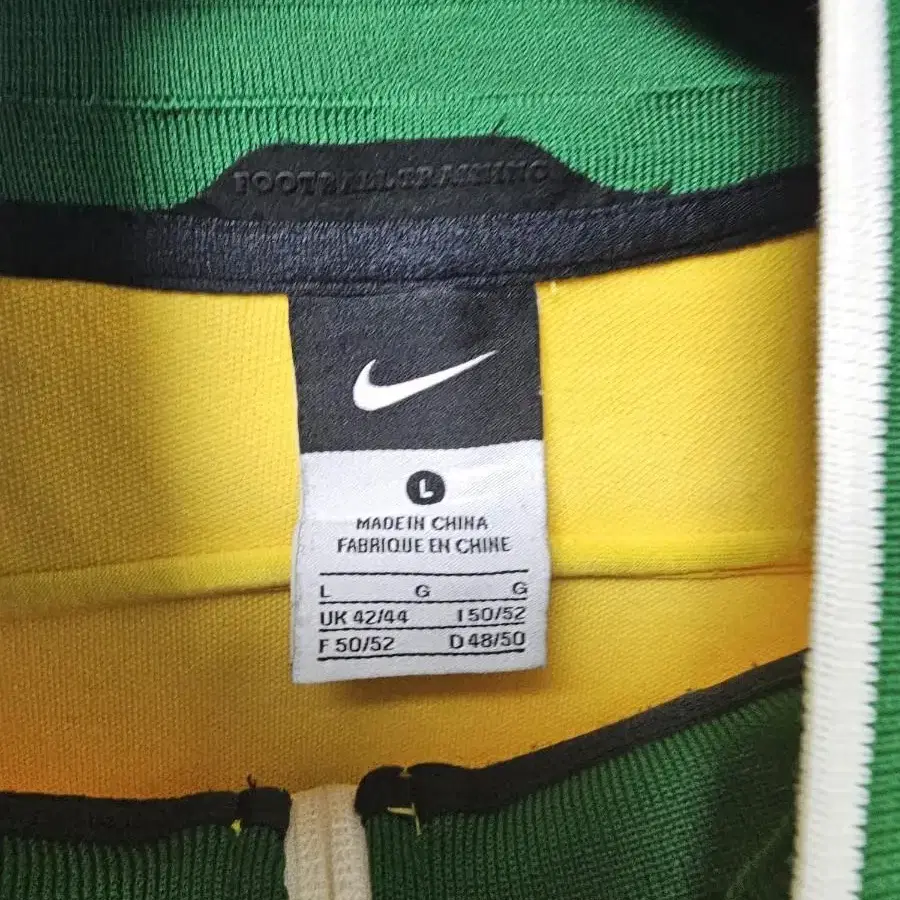 FOOTBALL TRAINING
L
MADE IN CHINA
FABRIQUE EN CHINE
L G G
UK 42/44 I 50/52
F 50/52 D 48/50